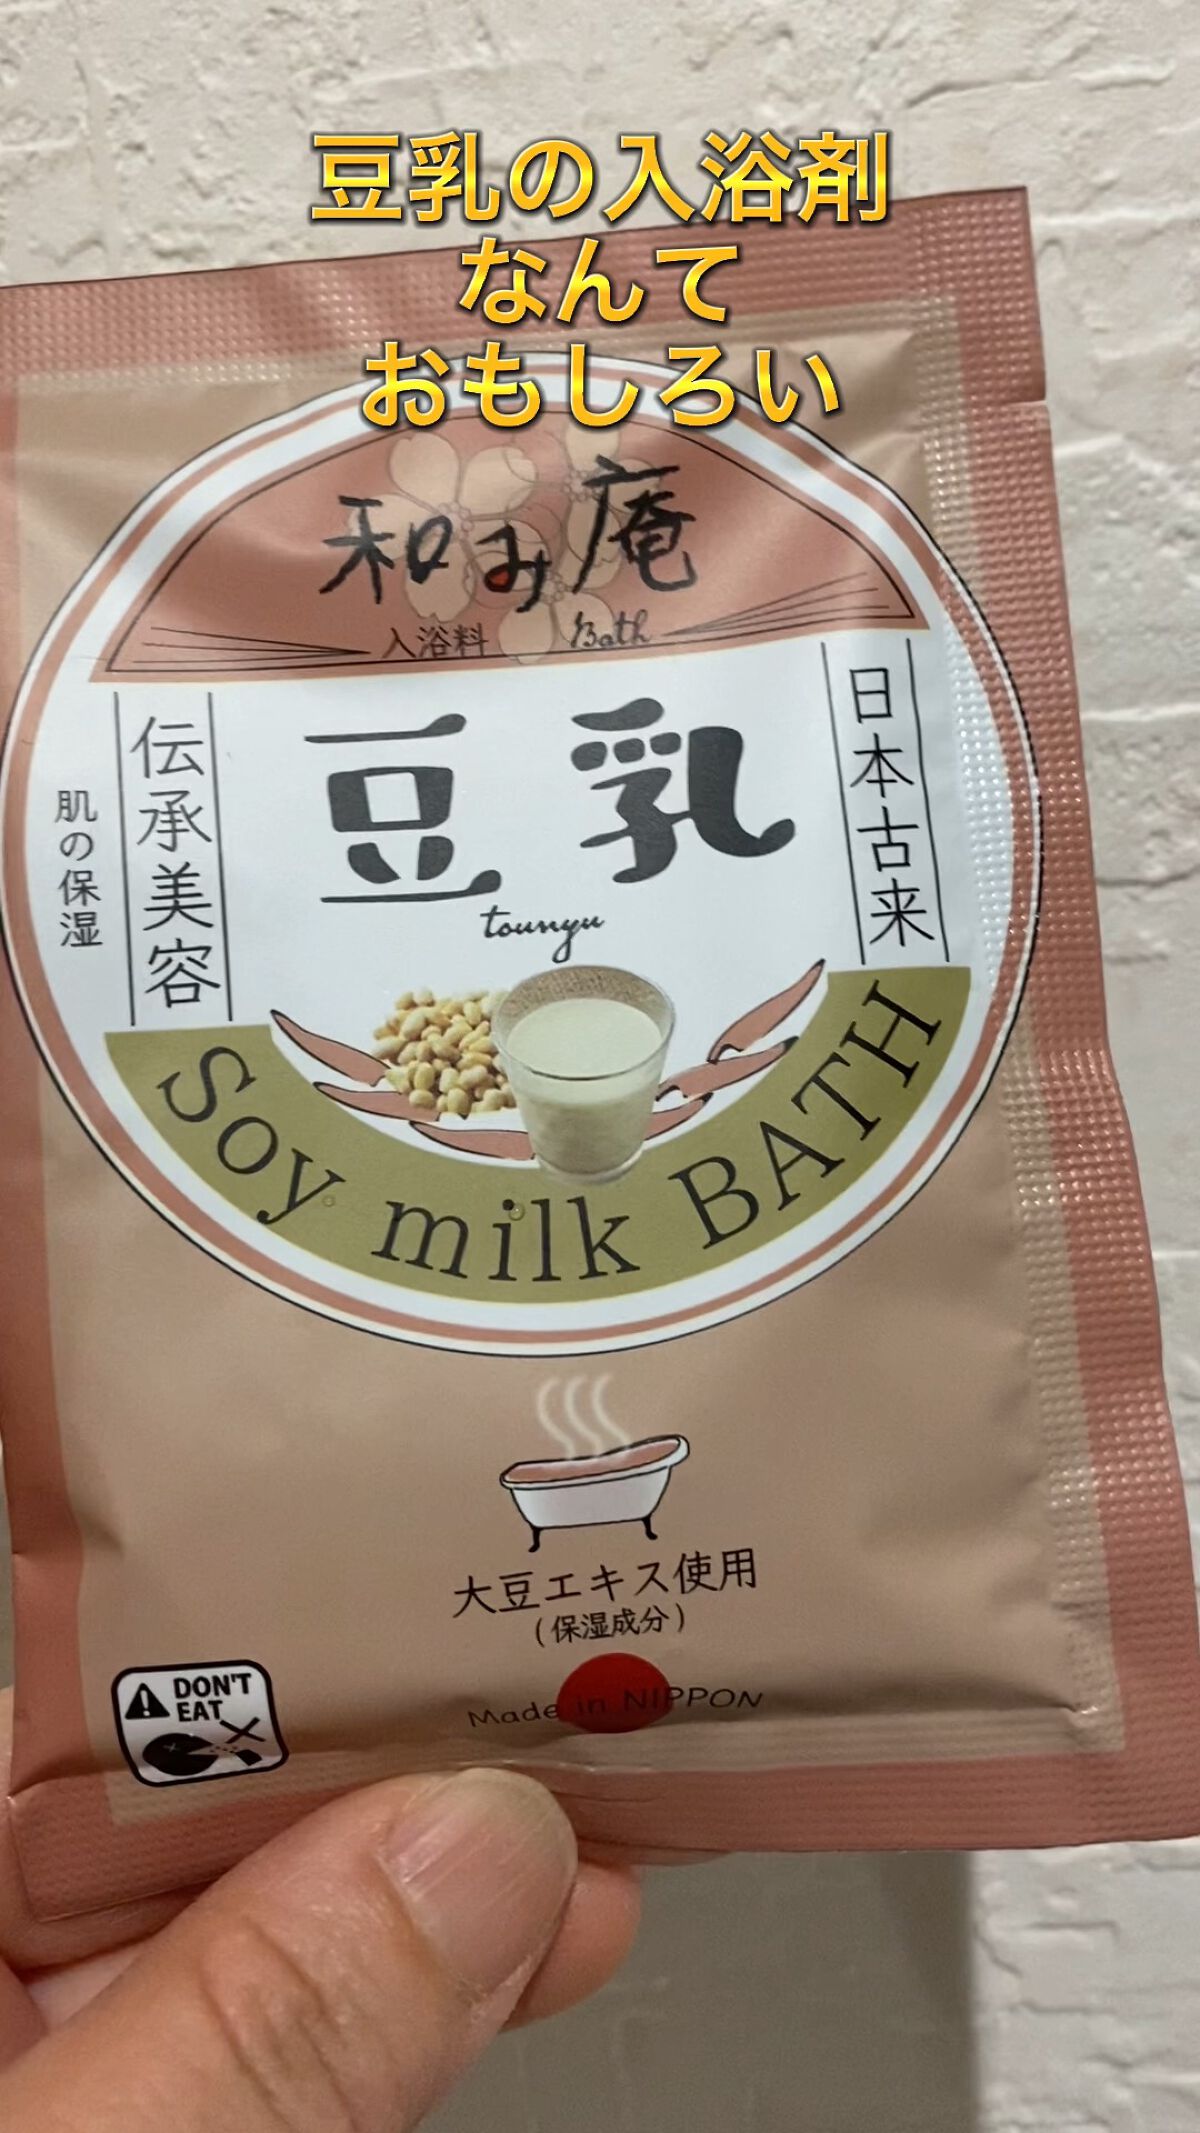 豆乳の入浴剤
なんて
おもしろい
和み庵
入浴料 Bath
日本古来
豆乳
tounyu
伝承美容
肌の保湿
Soy milk BATH
大豆エキス使用
(保湿成分)
Made in NIPPON
DON'T
EAT